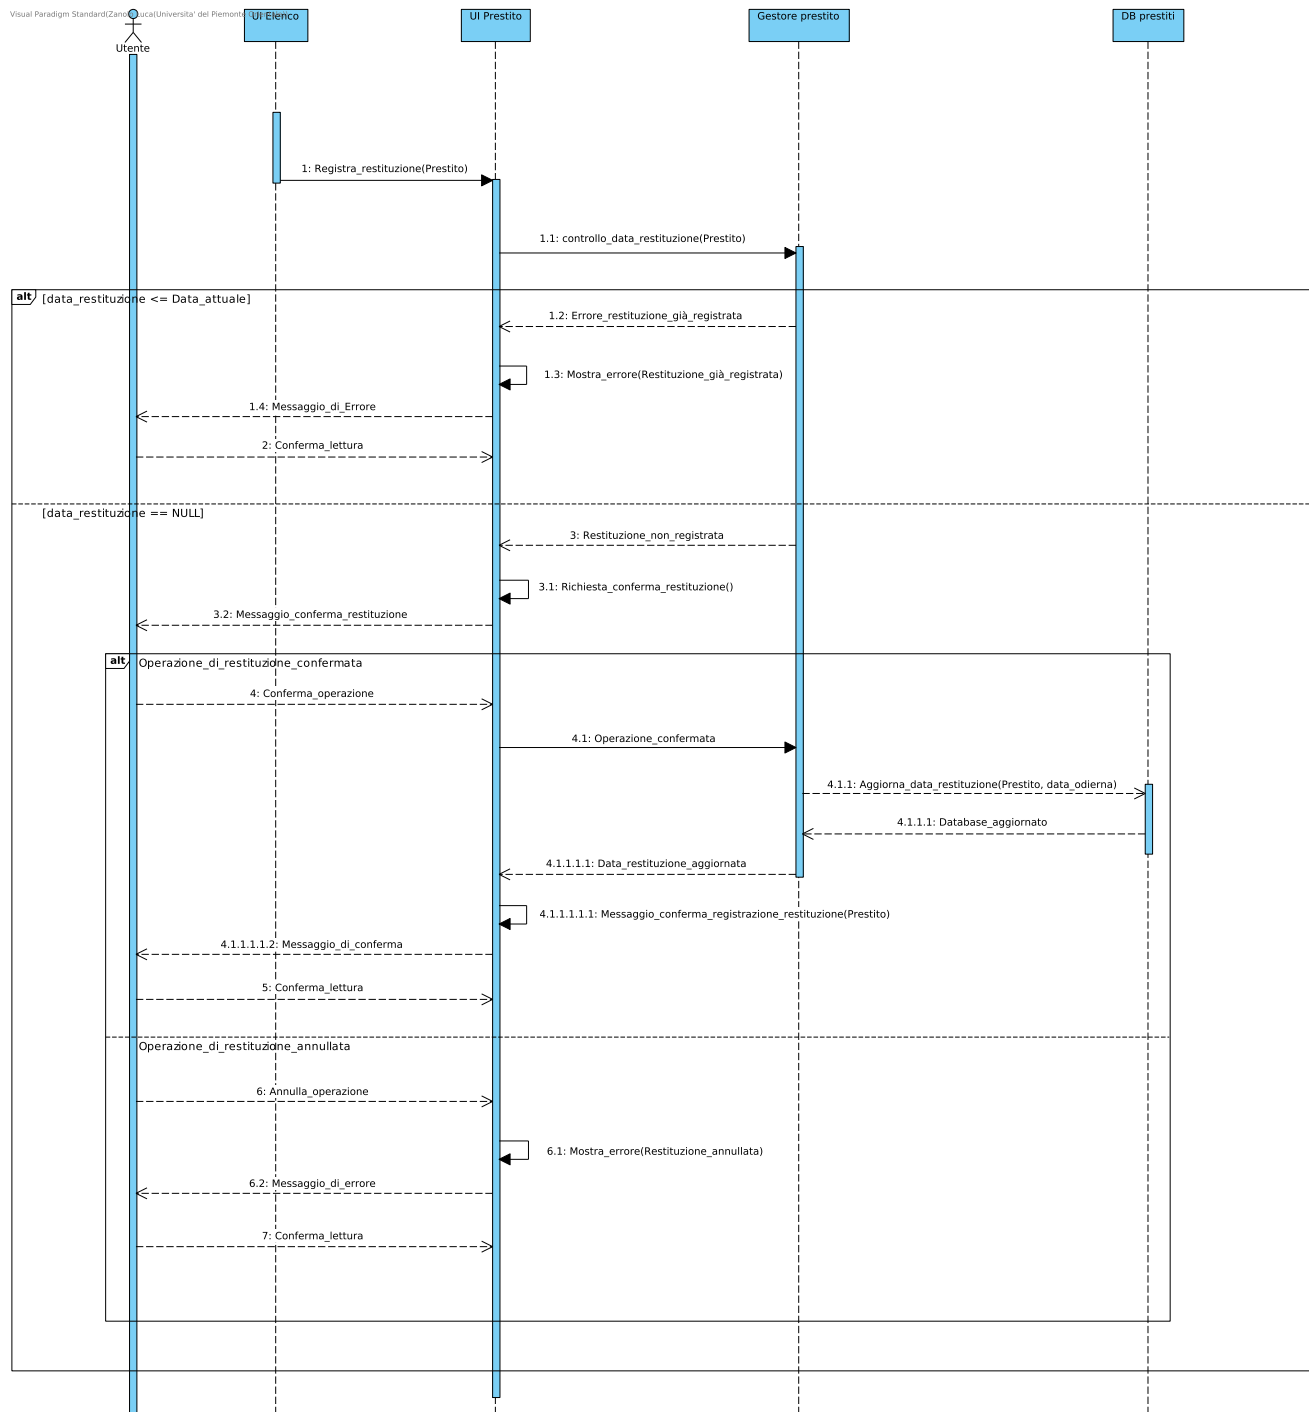 Visual Paradigm Standard(Zanon Luca(Universita' del Piemonte
Utente
UI Elenco
UI Prestito
Gestore prestito
DB prestiti
1: Registra_restituzione(Prestito)
1.1: controllo_data_restituzione(Prestito)
alt
[data_restituzione <= Data_attuale]
1.2: Errore_restituzione_già_registrata
1.3: Mostra_errore(Restituzione_già_registrata)
1.4: Messaggio_di_Errore
2: Conferma_lettura
[data_restituzione == NULL]
3: Restituzione_non_registrata
3.1: Richiesta_conferma_restituzione()
3.2: Messaggio_conferma_restituzione
alt
Operazione_di_restituzione_confermata
4: Conferma_operazione
4.1: Operazione_confermata
4.1.1: Aggiorna_data_restituzione(Prestito, data_odierna)
4.1.1.1: Database_aggiornato
4.1.1.1.1: Data_restituzione_aggiornata
4.1.1.1.1.1: Messaggio_conferma_registrazione_restituzione(Prestito)
4.1.1.1.1.2: Messaggio_di_conferma
5: Conferma_lettura
Operazione_di_restituzione_annullata
6: Annulla_operazione
6.1: Mostra_errore(Restituzione_annullata)
6.2: Messaggio_di_errore
7: Conferma_lettura